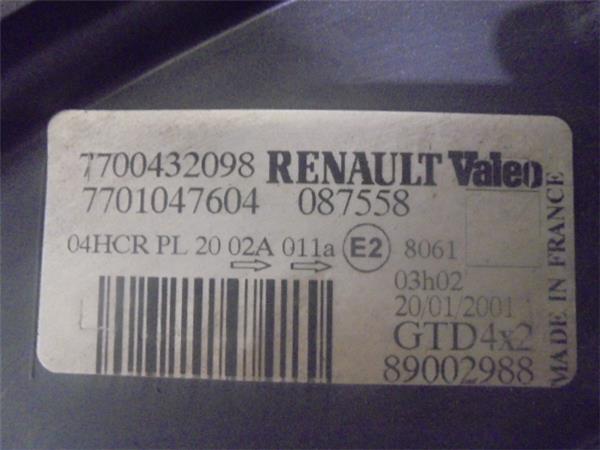 7700432098 RENAULT Valeo
7701047604 087558
04HCR PL 20 02A 011a E2 8061
03h02
20/01/2001
GTD4x2
89002988
MADE IN FRANCE